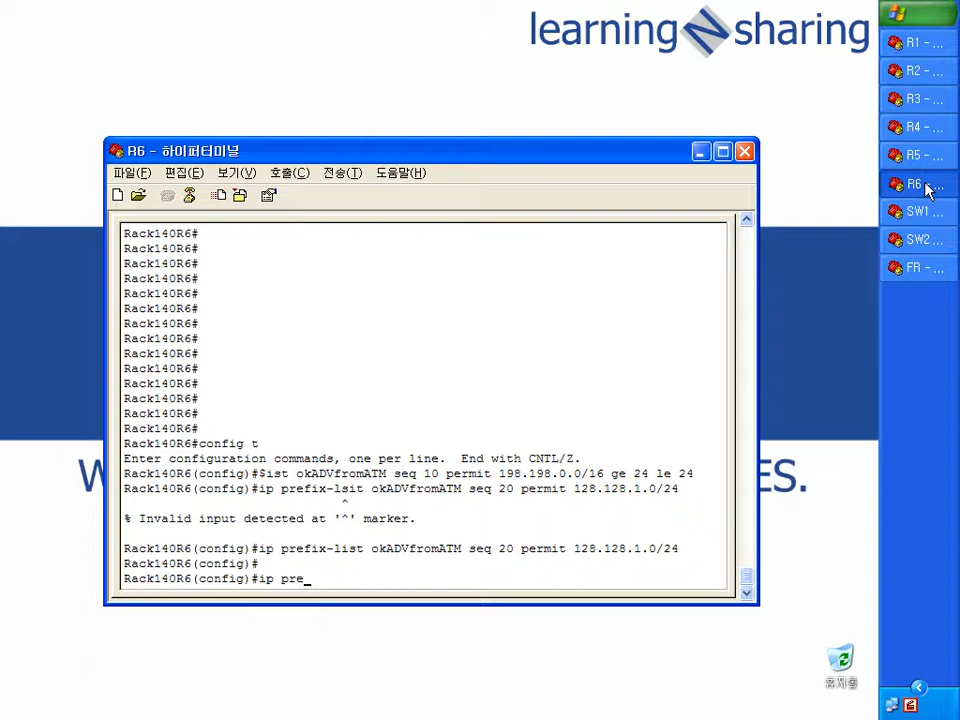 learning N sharing
R6 - 하이퍼터미널
파일(F) 편집(E) 보기(V) 호출(C) 전송(T) 도움말(H)
Rack140R6#
Rack140R6#
Rack140R6#
Rack140R6#
Rack140R6#
Rack140R6#
Rack140R6#
Rack140R6#
Rack140R6#
Rack140R6#
Rack140R6#
Rack140R6#
Rack140R6#
Rack140R6#
Rack140R6#config t
Enter configuration commands, one per line.  End with CNTL/Z.
Rack140R6(config)#$ist okADVfromATM seq 10 permit 198.198.0.0/16 ge 24 le 24
Rack140R6(config)#ip prefix-lsit okADVfromATM seq 20 permit 128.128.1.0/24
^
% Invalid input detected at '^' marker.
Rack140R6(config)#ip prefix-list okADVfromATM seq 20 permit 128.128.1.0/24
Rack140R6(config)#
Rack140R6(config)#ip pre_
W
ES.
휴지통
R1 - ...
R2 - ...
R3 - ...
R4 - ...
R5 - ...
R6 ...
SW1 ...
SW2 ...
FR - ...